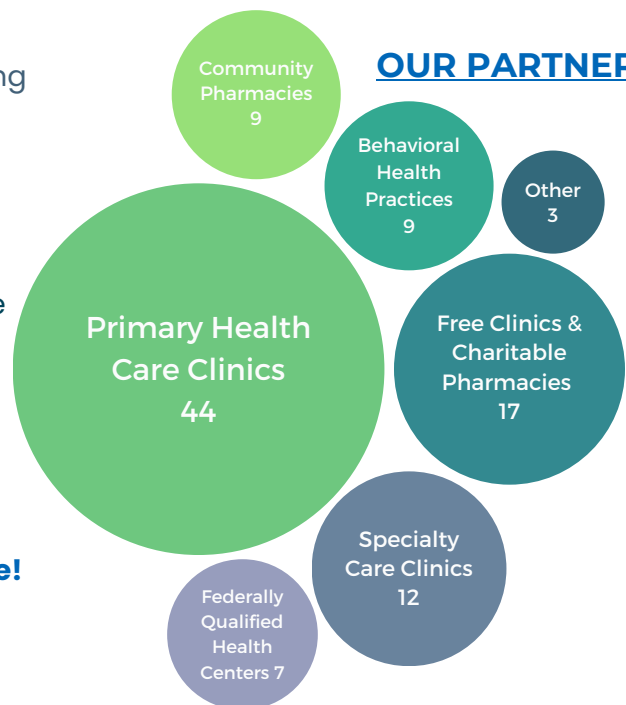 ng
OUR PARTNER
Community
Pharmacies
9
Behavioral
Health
Practices
9
Other
3
e
Primary Health
Care Clinics
44
Free Clinics &
Charitable
Pharmacies
17
Specialty
Care Clinics
12
e!
Federally
Qualified
Health
Centers 7